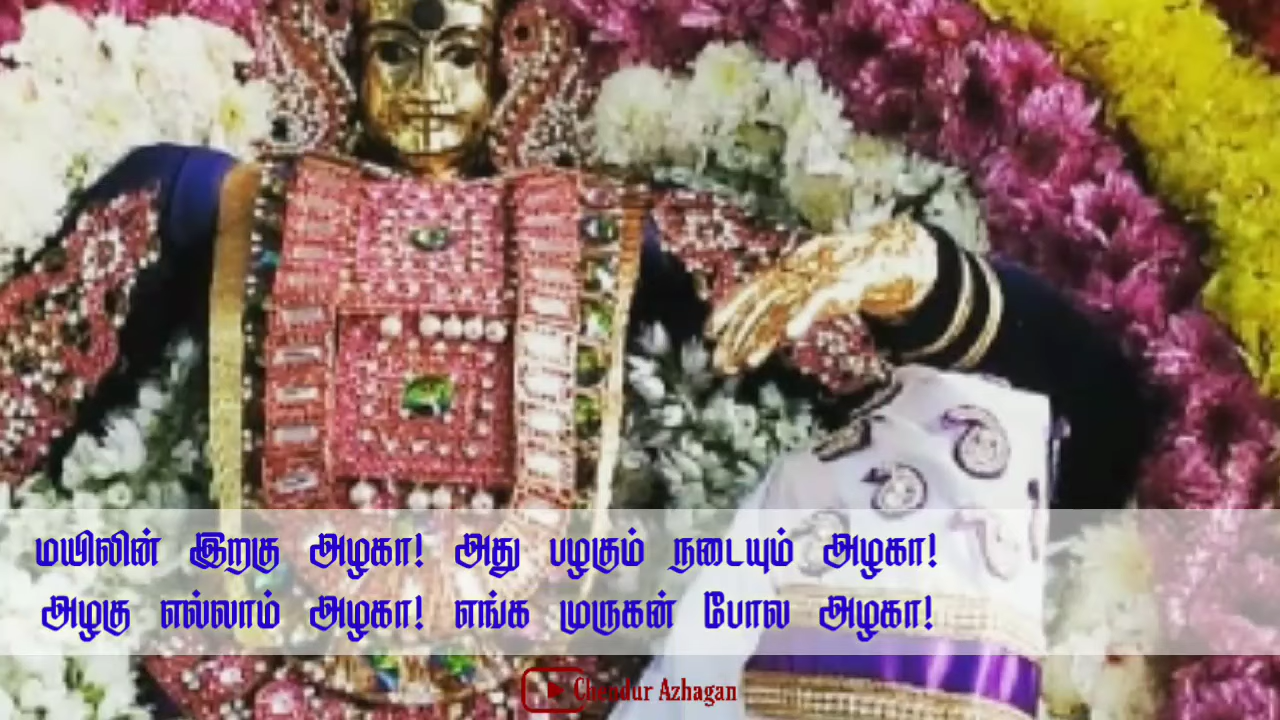 மயிலின் இறகு அழகா! அது பழகும் நடையும் அழகா!
அழகு எல்லாம் அழகா! எங்க முருகன் போல அழகா!
Chendur Azhagan